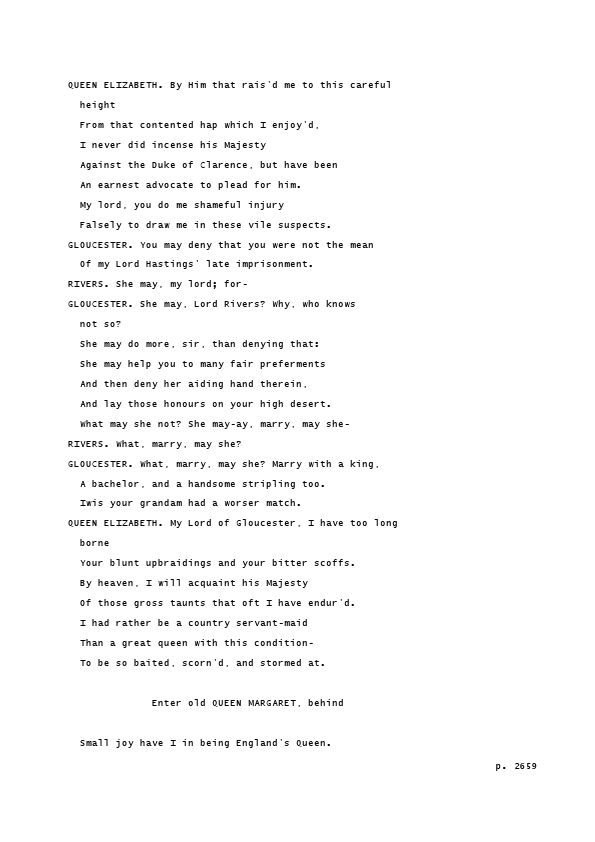 QUEEN ELIZABETH. By Him that rais'd me to this careful
height
From that contented hap which I enjoy'd,
I never did incense his Majesty
Against the Duke of Clarence, but have been
An earnest advocate to plead for him.
My lord, you do me shameful injury
Falsely to draw me in these vile suspects.
GLOUCESTER. You may deny that you were not the mean
Of my Lord Hastings' late imprisonment.
RIVERS. She may, my lord; for-
GLOUCESTER. She may, Lord Rivers? Why, who knows
not so?
She may do more, sir, than denying that:
She may help you to many fair preferments
And then deny her aiding hand therein,
And lay those honours on your high desert.
What may she not? She may-ay, marry, may she-
RIVERS. What, marry, may she?
GLOUCESTER. What, marry, may she? Marry with a king,
A bachelor, and a handsome stripling too.
Iwis your grandam had a worser match.
QUEEN ELIZABETH. My Lord of Gloucester, I have too long
borne
Your blunt upbraidings and your bitter scoffs.
By heaven, I will acquaint his Majesty
Of those gross taunts that oft I have endur'd.
I had rather be a country servant-maid
Than a great queen with this condition-
To be so baited, scorn'd, and stormed at.
Enter old QUEEN MARGARET, behind
Small joy have I in being England's Queen.
p. 2659